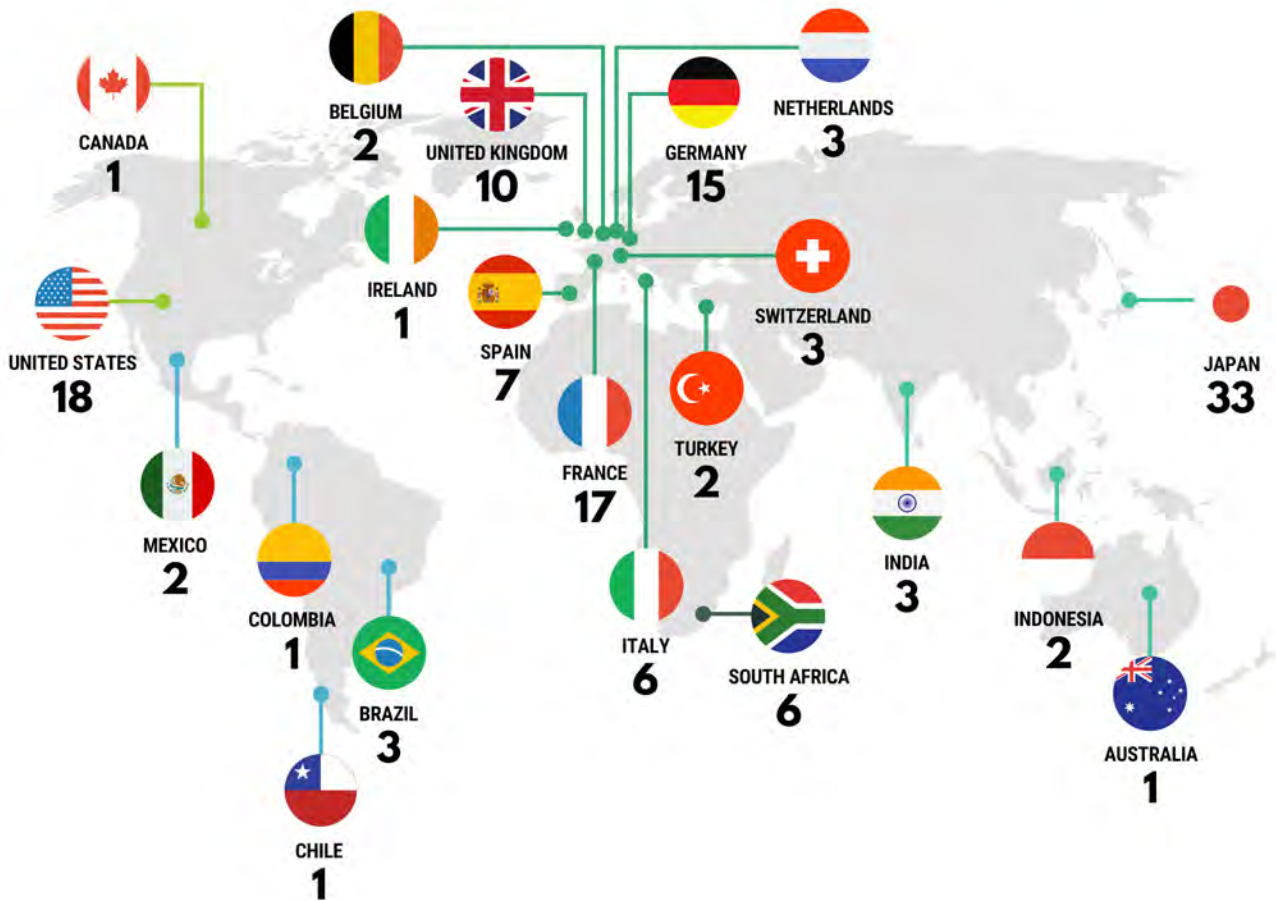 CANADA
1
BELGIUM
2
UNITED KINGDOM
10
GERMANY
15
NETHERLANDS
3
UNITED STATES
18
IRELAND
1
SPAIN
7
FRANCE
17
SWITZERLAND
3
TURKEY
2
JAPAN
33
MEXICO
2
COLOMBIA
1
BRAZIL
3
CHILE
1
ITALY
6
SOUTH AFRICA
6
INDIA
3
INDONESIA
2
AUSTRALIA
1